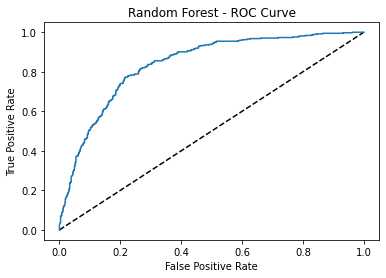 Random Forest - ROC Curve
True Positive Rate
1.0
0.8
0.6
0.4
0.2
0.0
0.0 0.2 0.4 0.6 0.8 1.0
False Positive Rate